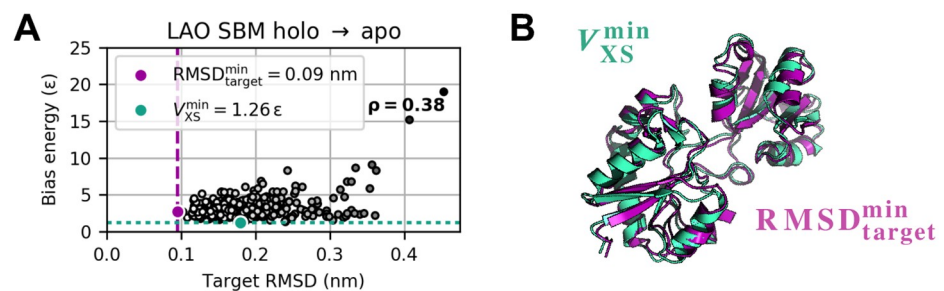 A
LAO SBM holo → apo
Bias energy (ε)
25
20
15
10
5
0
RMSD^min_target = 0.09 nm
V^min_XS = 1.26 ε
ρ = 0.38
0.0 0.1 0.2 0.3 0.4
Target RMSD (nm)
B
V^min_XS
RMSD^min_target